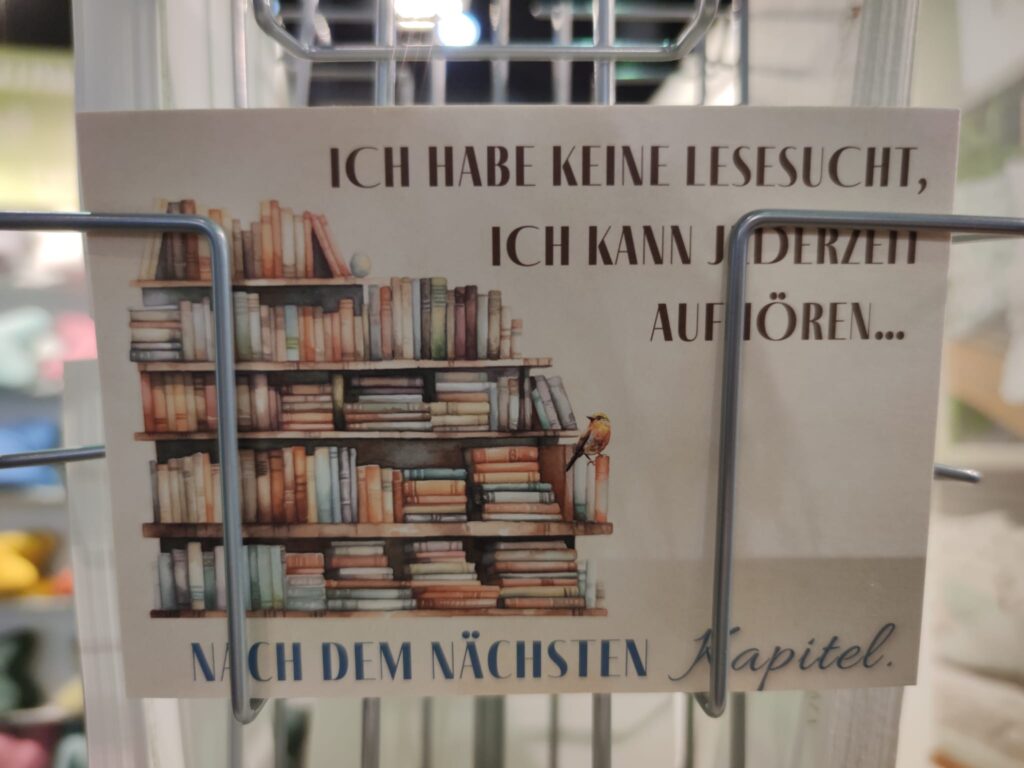 ICH HABE KEINE LESESUCHT,
ICH KANN JEDERZEIT
AUFHÖREN...
NACH DEM NÄCHSTEN Kapitel.